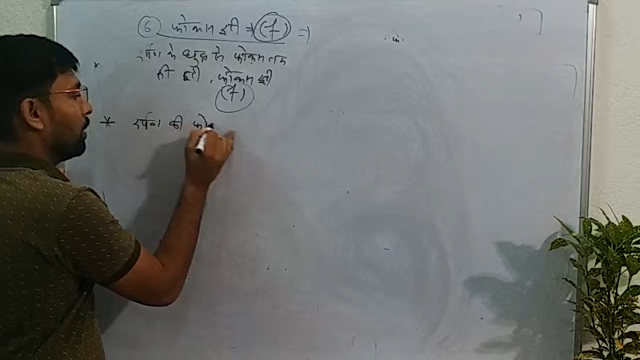 ⑥ फोकस दूरी ⇒ (f) ⇒
दर्पण के ध्रुव से फोकस तक
की दूरी, फोकस दूरी
(f)
* दर्पण की फो